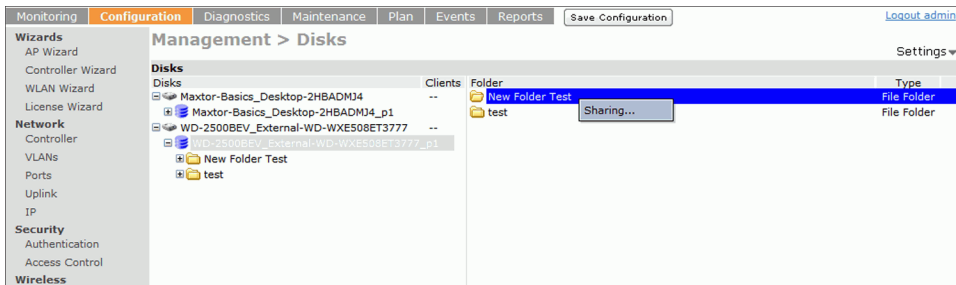 Monitoring Configuration Diagnostics Maintenance Plan Events Reports Save Configuration Logout admin
Wizards
AP Wizard
Controller Wizard
WLAN Wizard
License Wizard
Network
Controller
VLANs
Ports
Uplink
IP
Security
Authentication
Access Control
Wireless
Management > Disks
Settings
Disks
Disks Clients Folder Type
Maxtor-Basics_Desktop-2HBADMJ4 -- New Folder Test File Folder
Maxtor-Basics_Desktop-2HBADMJ4_p1 test File Folder
Sharing...
WD-2500BEV_External-WD-WXE508ET3777 --
WD-2500BEV_External-WD-WXE508ET3777_p1
New Folder Test
test